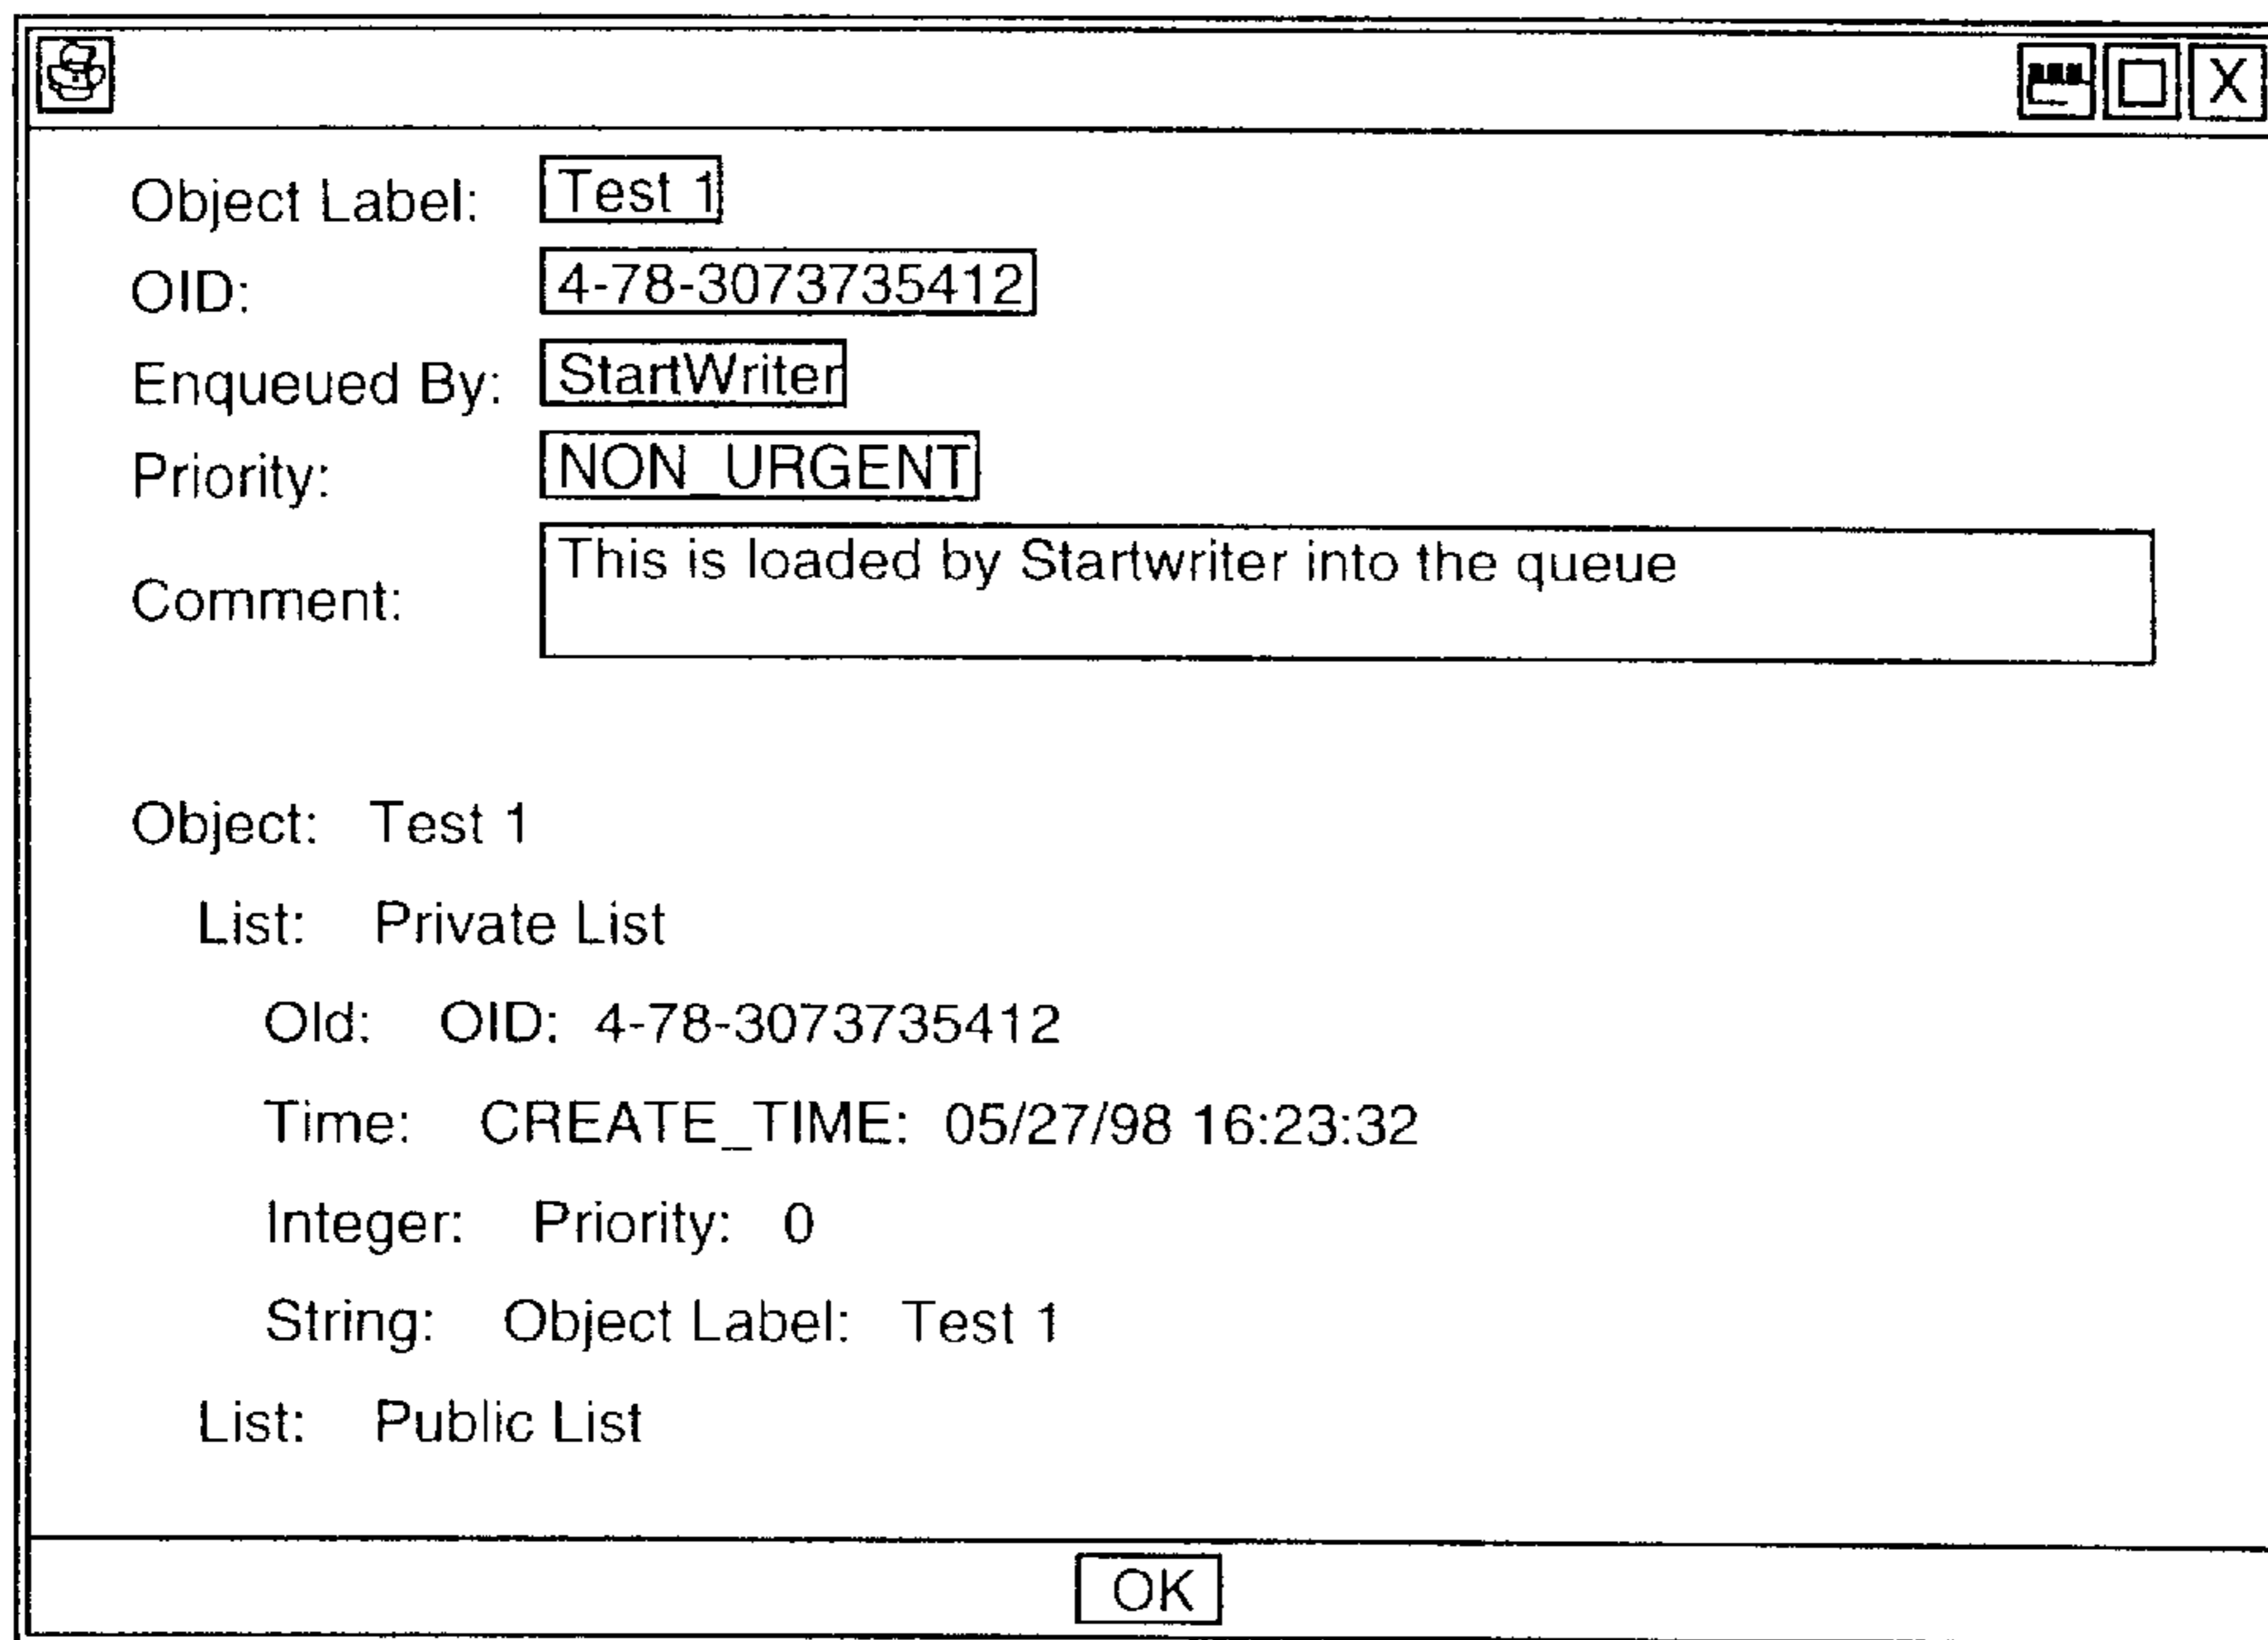 X
Object Label: Test 1
OID: 4-78-3073735412
Enqueued By: StartWriter
Priority: NON_URGENT
Comment: This is loaded by Startwriter into the queue
Object: Test 1
List: Private List
Old: OID: 4-78-3073735412
Time: CREATE_TIME: 05/27/98 16:23:32
Integer: Priority: 0
String: Object Label: Test 1
List: Public List
OK